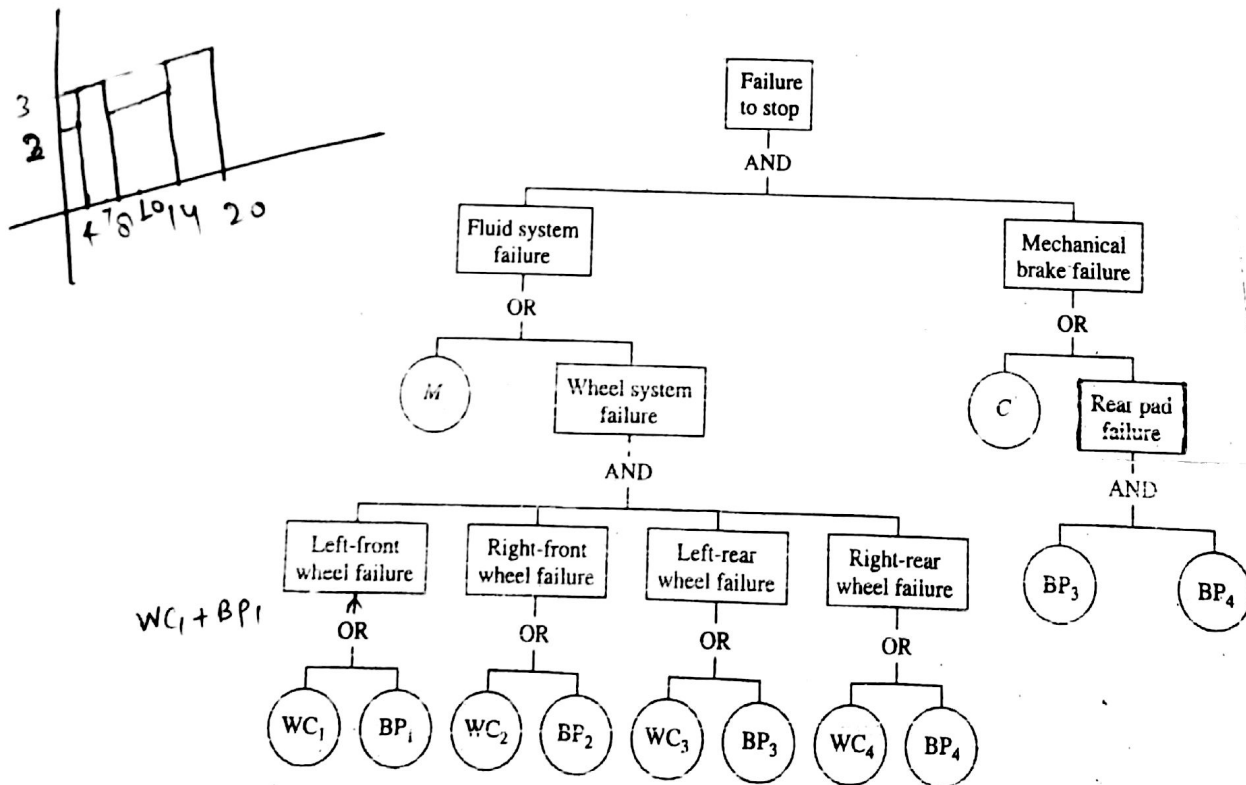 3
2
4 7 8 10 14 20
Failure
to stop
AND
Fluid system
failure
Mechanical
brake failure
OR
OR
M
Wheel system
failure
C
Rear pad
failure
AND
AND
Left-front
wheel failure
Right-front
wheel failure
Left-rear
wheel failure
Right-rear
wheel failure
BP₃
BP₄
WC₁ + BP₁
OR
OR
OR
OR
WC₁
BP₁
WC₂
BP₂
WC₃
BP₃
WC₄
BP₄